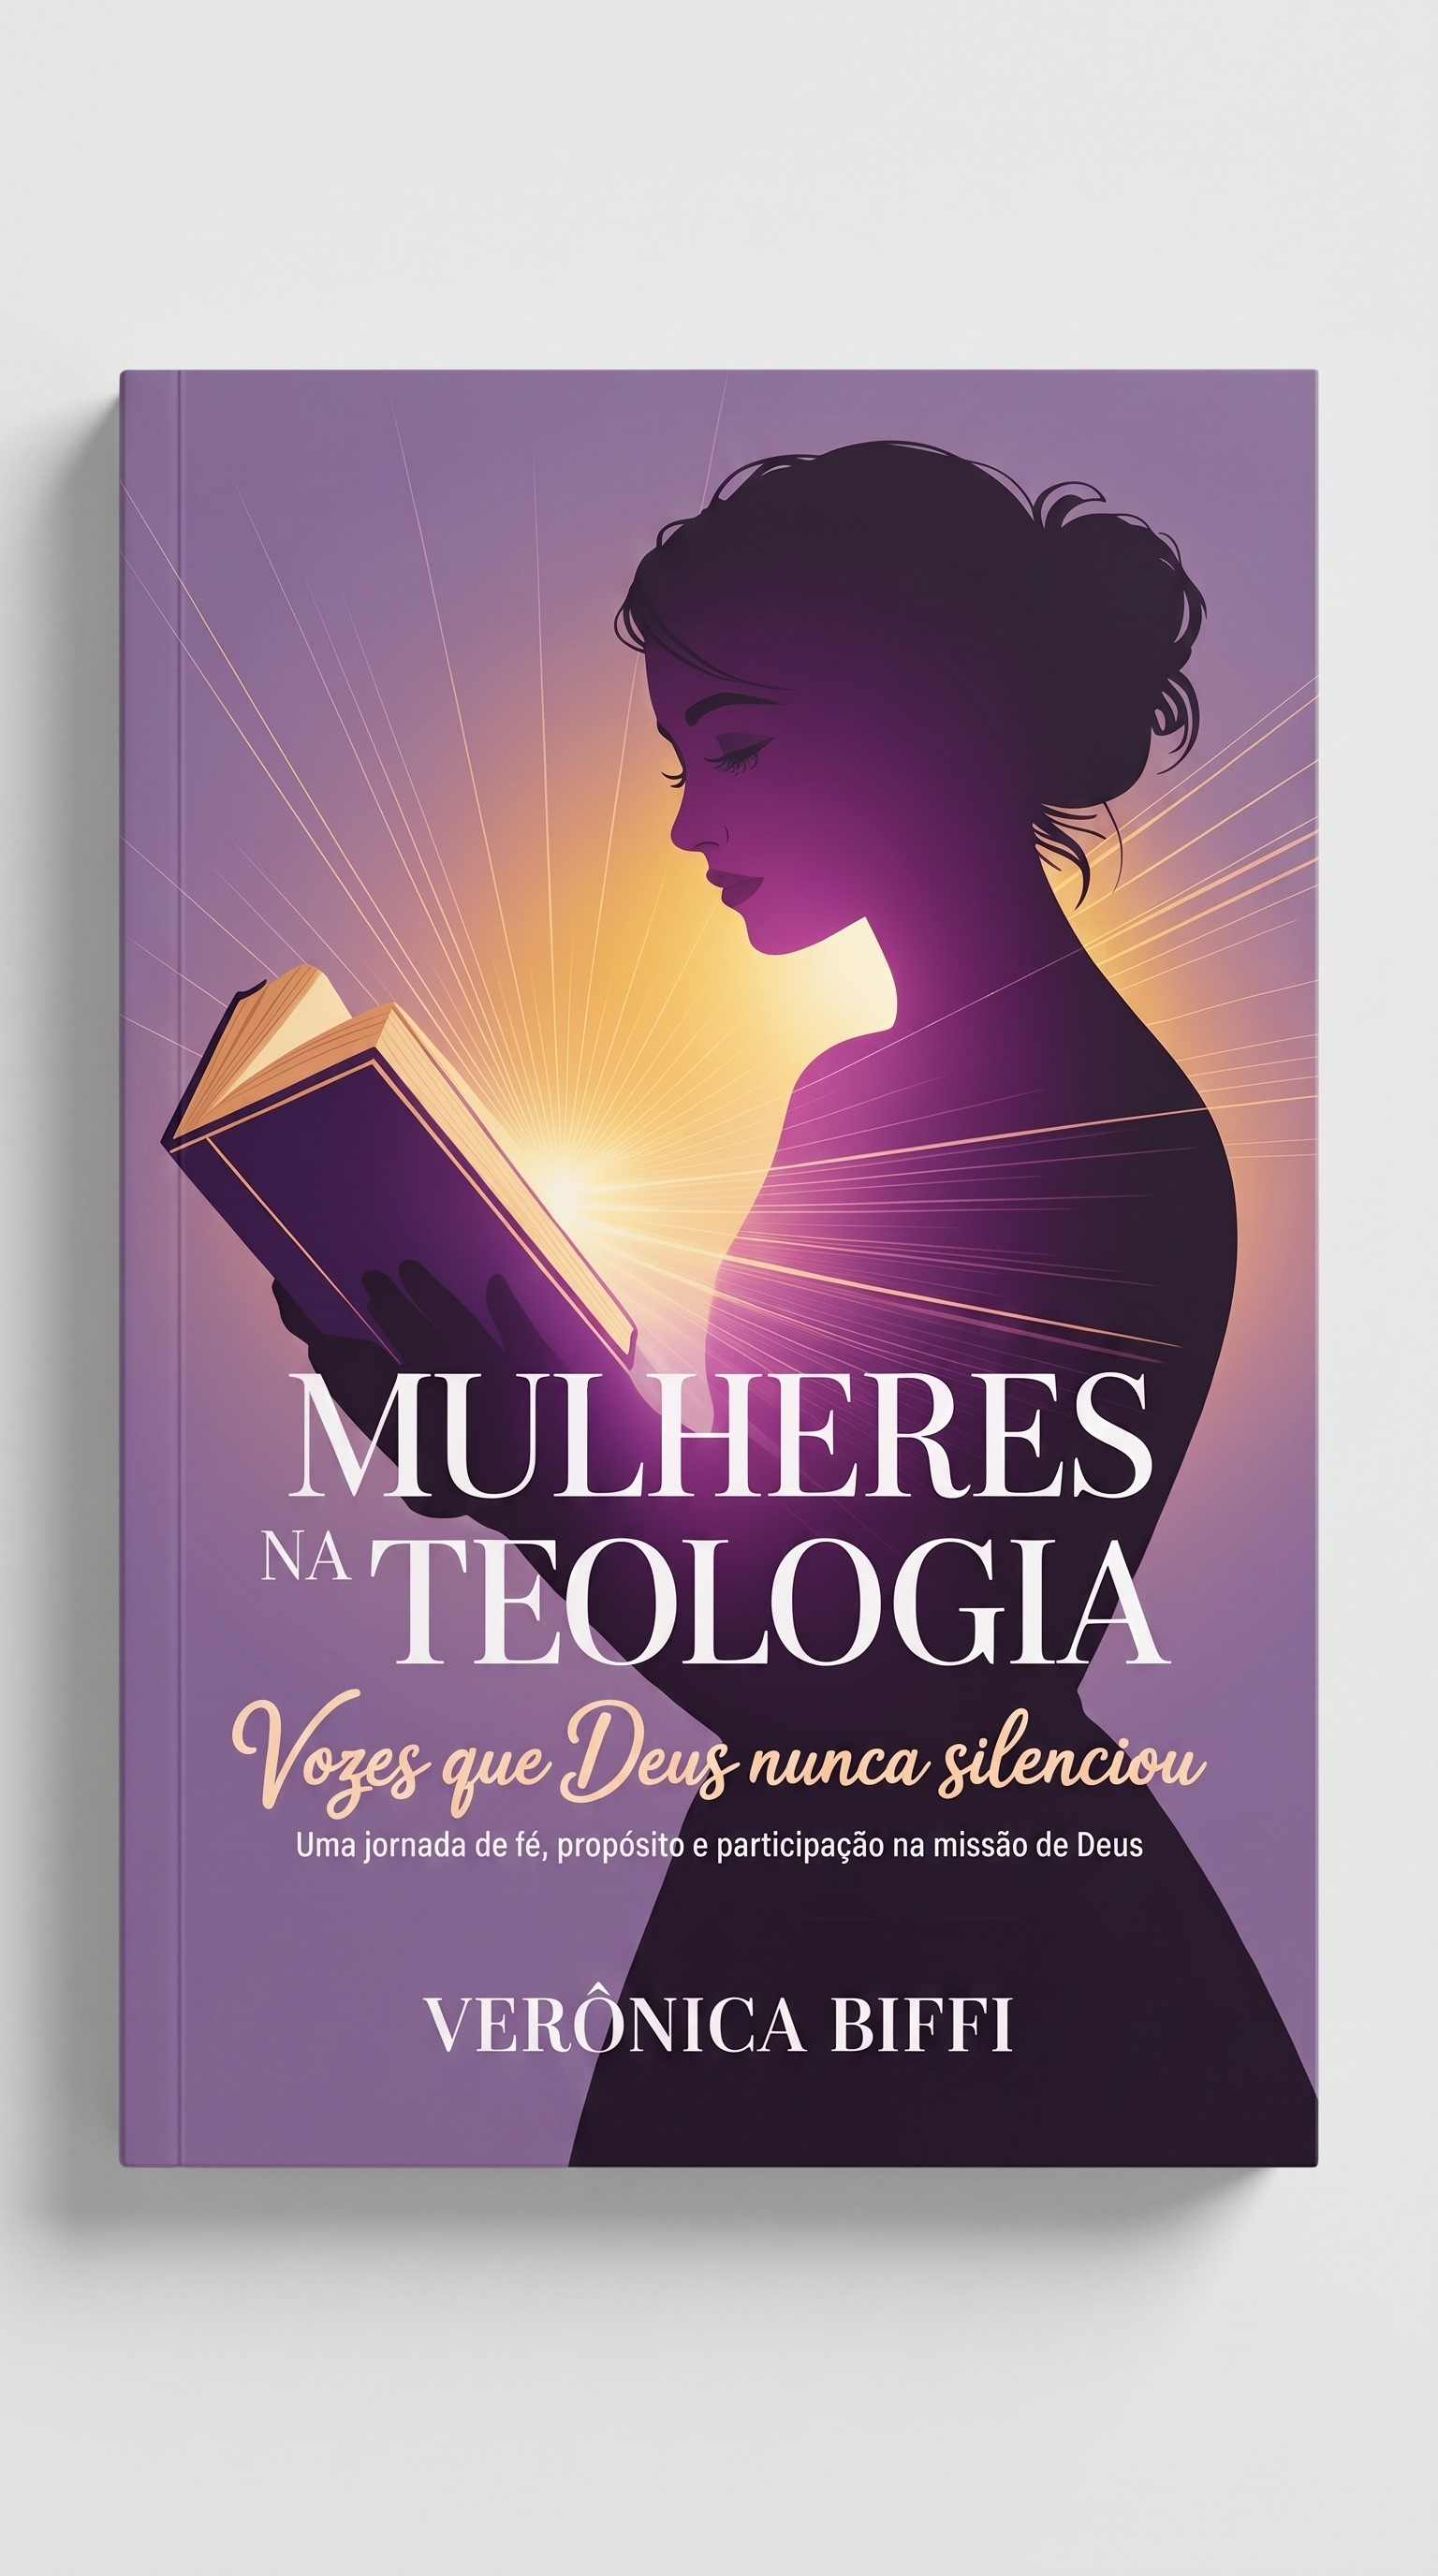 MULHERES
NA TEOLOGIA
Vozes que Deus nunca silenciou
Uma jornada de fé, propósito e participação na missão de Deus
VERÔNICA BIFFI